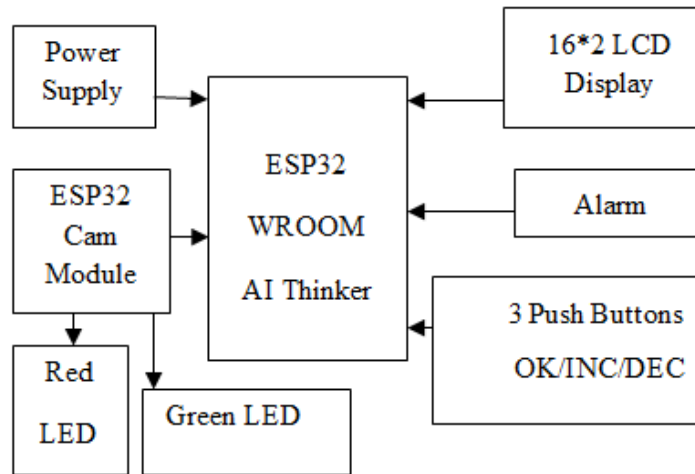 Power
Supply
16*2 LCD
Display
ESP32
WROOM
AI Thinker
ESP32
Cam
Module
Alarm
3 Push Buttons
OK/INC/DEC
Red
LED
Green LED